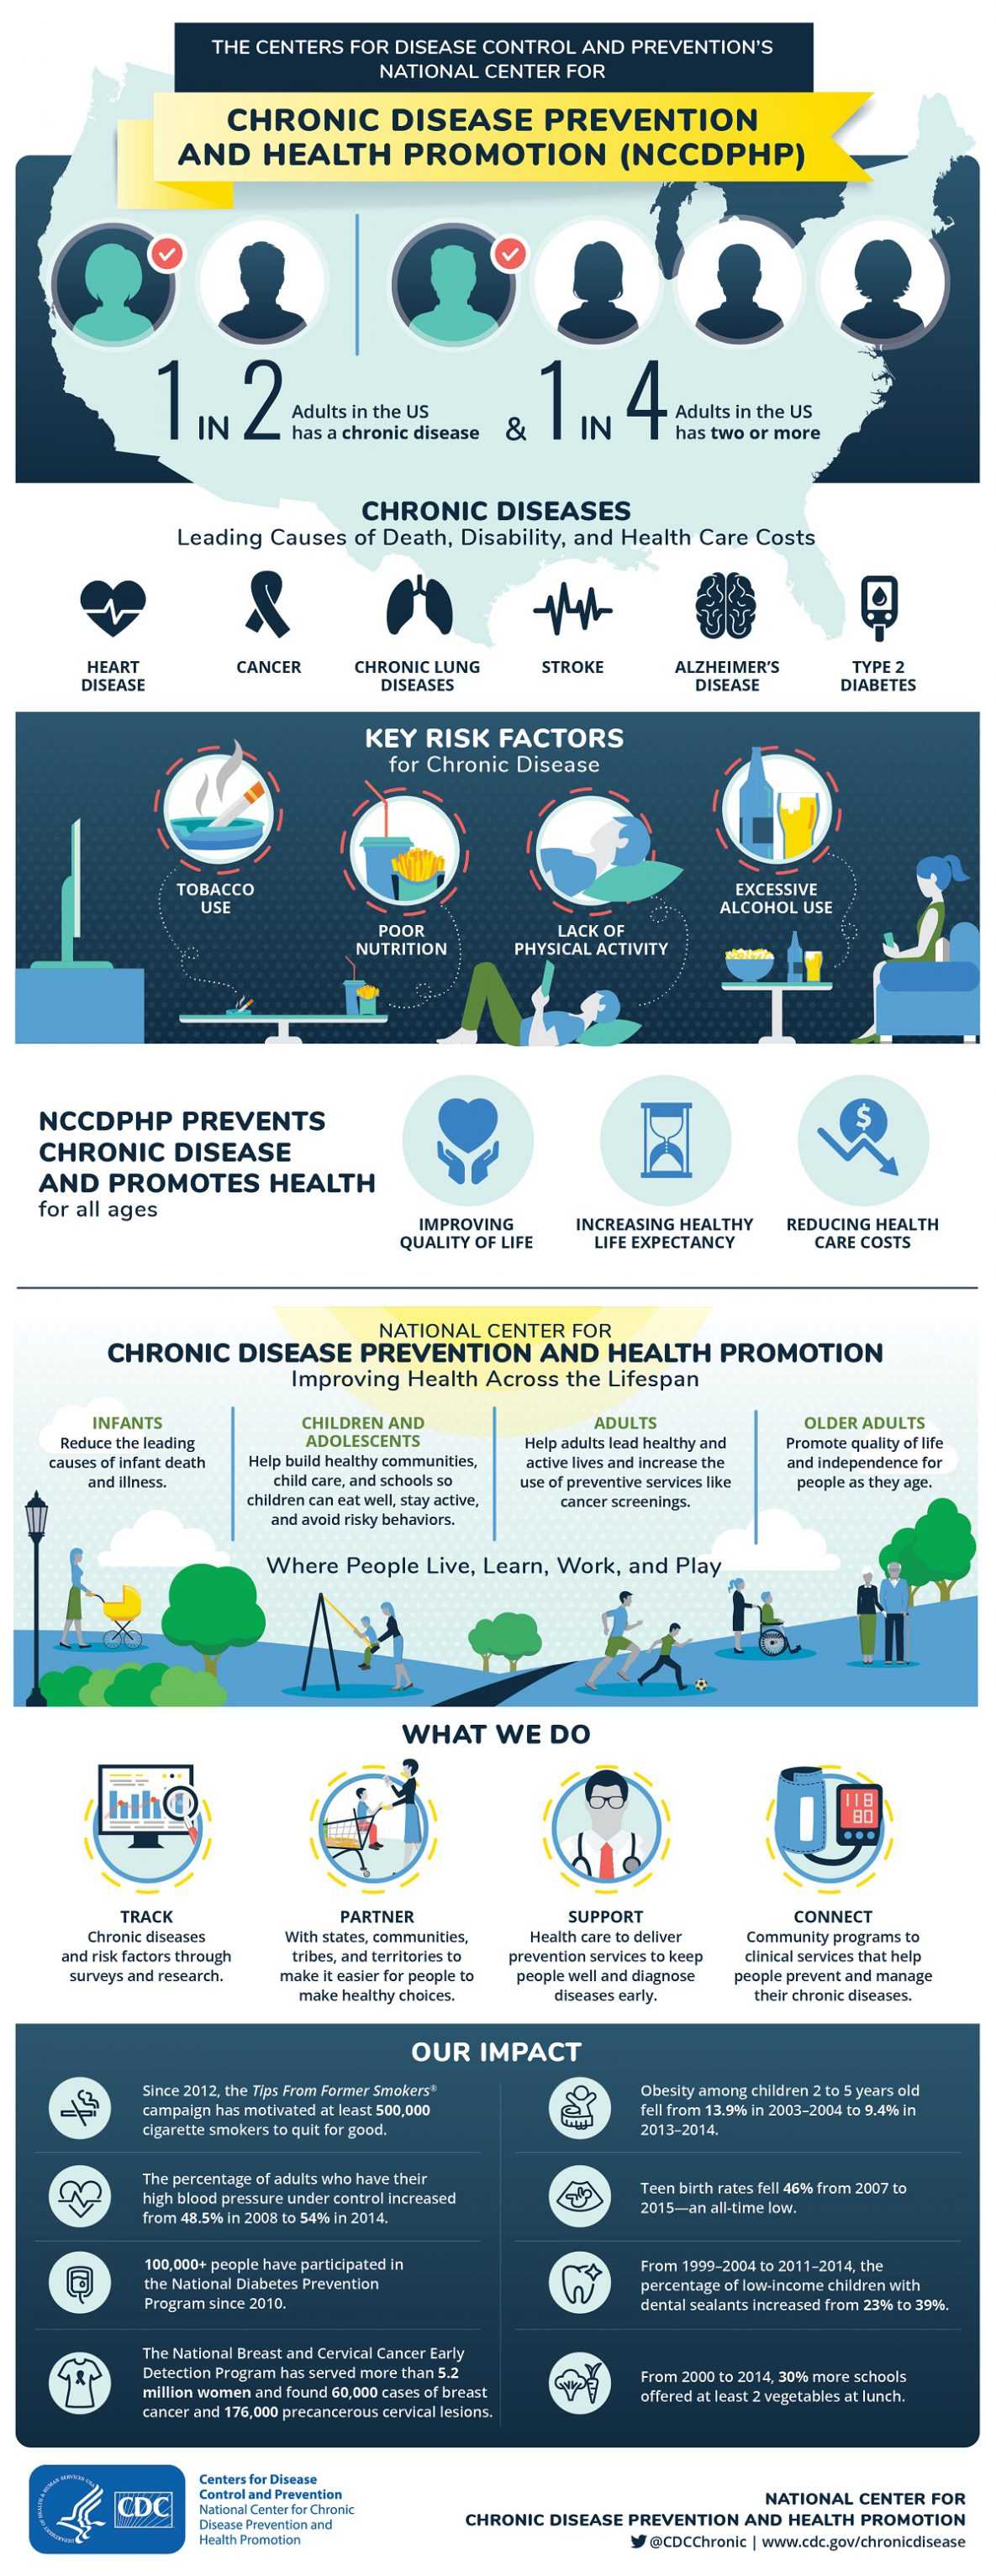 THE CENTERS FOR DISEASE CONTROL AND PREVENTION'S
NATIONAL CENTER FOR
CHRONIC DISEASE PREVENTION
AND HEALTH PROMOTION (NCCDPHP)
1 IN 2 Adults in the US
has a chronic disease
& 1 IN 4 Adults in the US
has two or more
CHRONIC DISEASES
Leading Causes of Death, Disability, and Health Care Costs
HEART
DISEASE
CANCER
CHRONIC LUNG
DISEASES
STROKE
ALZHEIMER'S
DISEASE
TYPE 2
DIABETES
KEY RISK FACTORS
for Chronic Disease
TOBACCO
USE
POOR
NUTRITION
LACK OF
PHYSICAL ACTIVITY
EXCESSIVE
ALCOHOL USE
NCCDPHP PREVENTS
CHRONIC DISEASE
AND PROMOTES HEALTH
for all ages
IMPROVING
QUALITY OF LIFE
INCREASING HEALTHY
LIFE EXPECTANCY
$
REDUCING HEALTH
CARE COSTS
NATIONAL CENTER FOR
CHRONIC DISEASE PREVENTION AND HEALTH PROMOTION
Improving Health Across the Lifespan
INFANTS
Reduce the leading
causes of infant death
and illness.
CHILDREN AND
ADOLESCENTS
Help build healthy communities,
child care, and schools so
children can eat well, stay active,
and avoid risky behaviors.
ADULTS
Help adults lead healthy and
active lives and increase the
use of preventive services like
cancer screenings.
OLDER ADULTS
Promote quality of life
and independence for
people as they age.
Where People Live, Learn, Work, and Play
WHAT WE DO
TRACK
Chronic diseases
and risk factors through
surveys and research.
PARTNER
With states, communities,
tribes, and territories to
make it easier for people to
make healthy choices.
SUPPORT
Health care to deliver
prevention services to keep
people well and diagnose
diseases early.
118
80
CONNECT
Community programs to
clinical services that help
people prevent and manage
their chronic diseases.
OUR IMPACT
Since 2012, the Tips From Former Smokers®
campaign has motivated at least 500,000
cigarette smokers to quit for good.
The percentage of adults who have their
high blood pressure under control increased
from 48.5% in 2008 to 54% in 2014.
100,000+ people have participated in
the National Diabetes Prevention
Program since 2010.
The National Breast and Cervical Cancer Early
Detection Program has served more than 5.2
million women and found 60,000 cases of breast
cancer and 176,000 precancerous cervical lesions.
Obesity among children 2 to 5 years old
fell from 13.9% in 2003–2004 to 9.4% in
2013–2014.
Teen birth rates fell 46% from 2007 to
2015—an all-time low.
From 1999–2004 to 2011–2014, the
percentage of low-income children with
dental sealants increased from 23% to 39%.
From 2000 to 2014, 30% more schools
offered at least 2 vegetables at lunch.
CDC
Centers for Disease
Control and Prevention
National Center for Chronic
Disease Prevention and
Health Promotion
NATIONAL CENTER FOR
CHRONIC DISEASE PREVENTION AND HEALTH PROMOTION
@CDCChronic | www.cdc.gov/chronicdisease